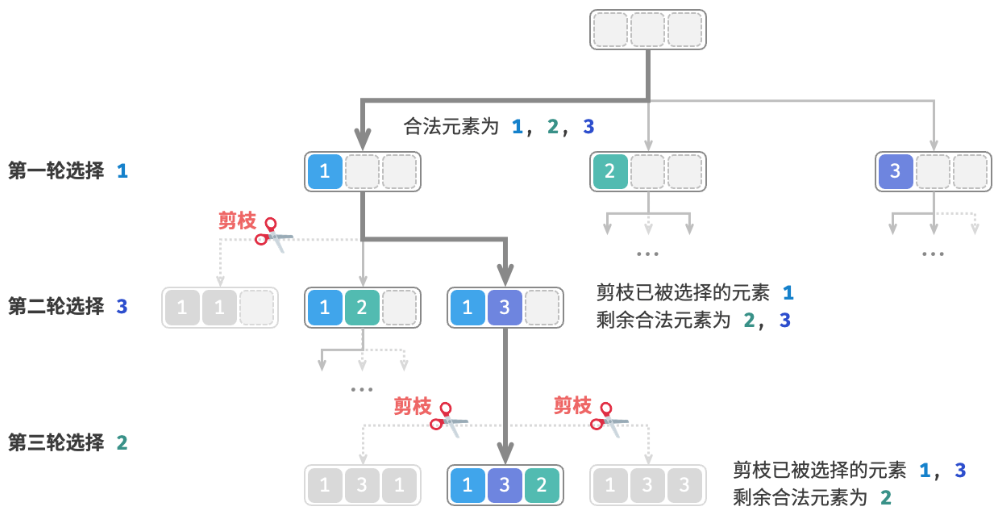 合法元素为 1, 2, 3
第一轮选择 1
1
2
3
剪枝
...
...
第二轮选择 3
1 1
1 2
1 3
剪枝已被选择的元素 1
剩余合法元素为 2, 3
...
剪枝
剪枝
第三轮选择 2
1 3 1
1 3 2
1 3 3
剪枝已被选择的元素 1, 3
剩余合法元素为 2